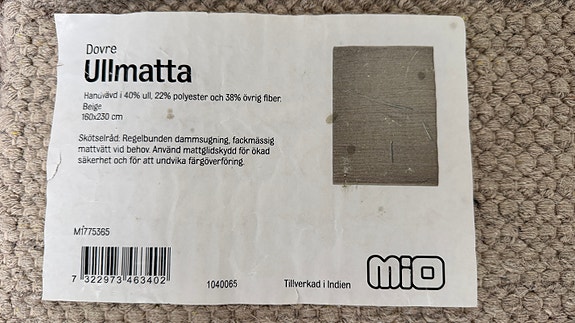 Dovre
Ullmatta
Handvävd i 40% ull, 22% polyester och 38% övrig fiber.
Beige
160x230 cm
Skötselråd: Regelbunden dammsugning, fackmässig
mattvätt vid behov. Använd mattglidskydd för ökad
säkerhet och för att undvika färgöverföring.
M1775365
7 322973 463402
1040065
Tillverkad i Indien
MiO